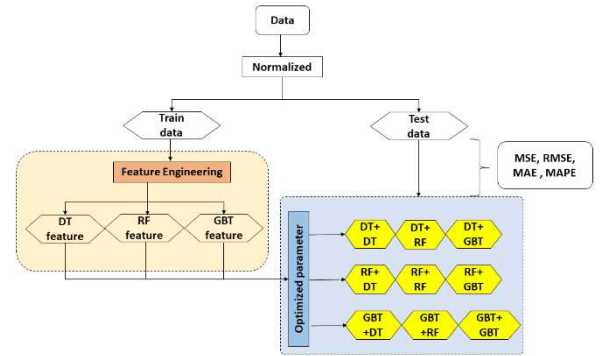 Data
Normalized
Train
data
Test
data
MSE, RMSE,
MAE , MAPE
Feature Engineering
DT
feature
RF
feature
GBT
feature
Optimized parameter
DT+
DT
DT+
RF
DT+
GBT
RF+
DT
RF+
RF
RF+
GBT
GBT
+DT
GBT
+RF
GBT+
GBT